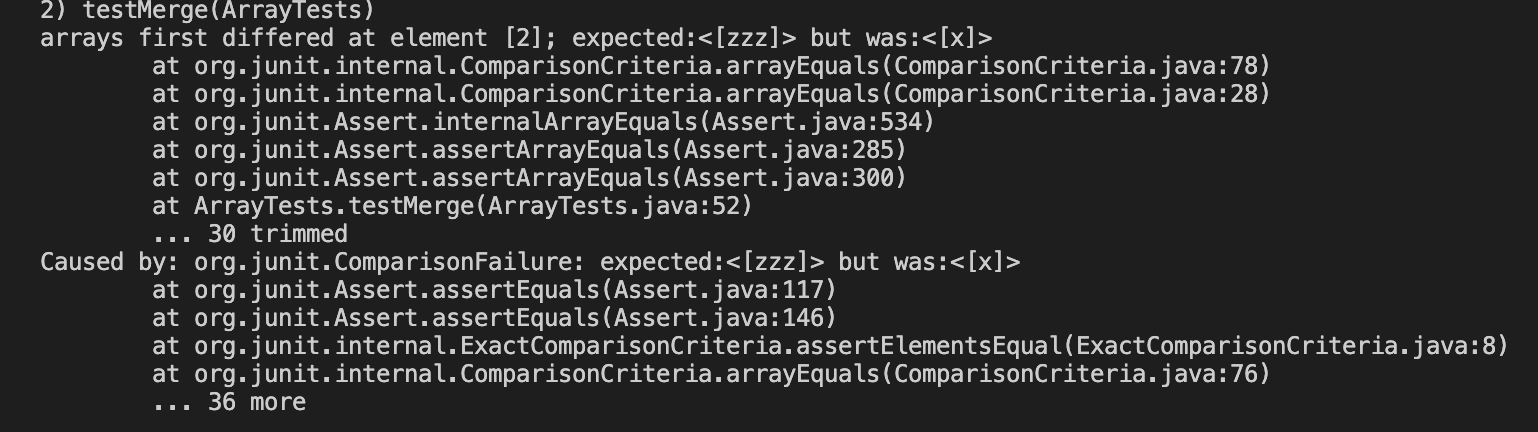 2) testMerge(ArrayTests)
arrays first differed at element [2]; expected:<[zzz]> but was:<[x]>
at org.junit.internal.ComparisonCriteria.arrayEquals(ComparisonCriteria.java:78)
at org.junit.internal.ComparisonCriteria.arrayEquals(ComparisonCriteria.java:28)
at org.junit.Assert.internalArrayEquals(Assert.java:534)
at org.junit.Assert.assertArrayEquals(Assert.java:285)
at org.junit.Assert.assertArrayEquals(Assert.java:300)
at ArrayTests.testMerge(ArrayTests.java:52)
... 30 trimmed
Caused by: org.junit.ComparisonFailure: expected:<[zzz]> but was:<[x]>
at org.junit.Assert.assertEquals(Assert.java:117)
at org.junit.Assert.assertEquals(Assert.java:146)
at org.junit.internal.ExactComparisonCriteria.assertElementsEqual(ExactComparisonCriteria.java:8)
at org.junit.internal.ComparisonCriteria.arrayEquals(ComparisonCriteria.java:76)
... 36 more